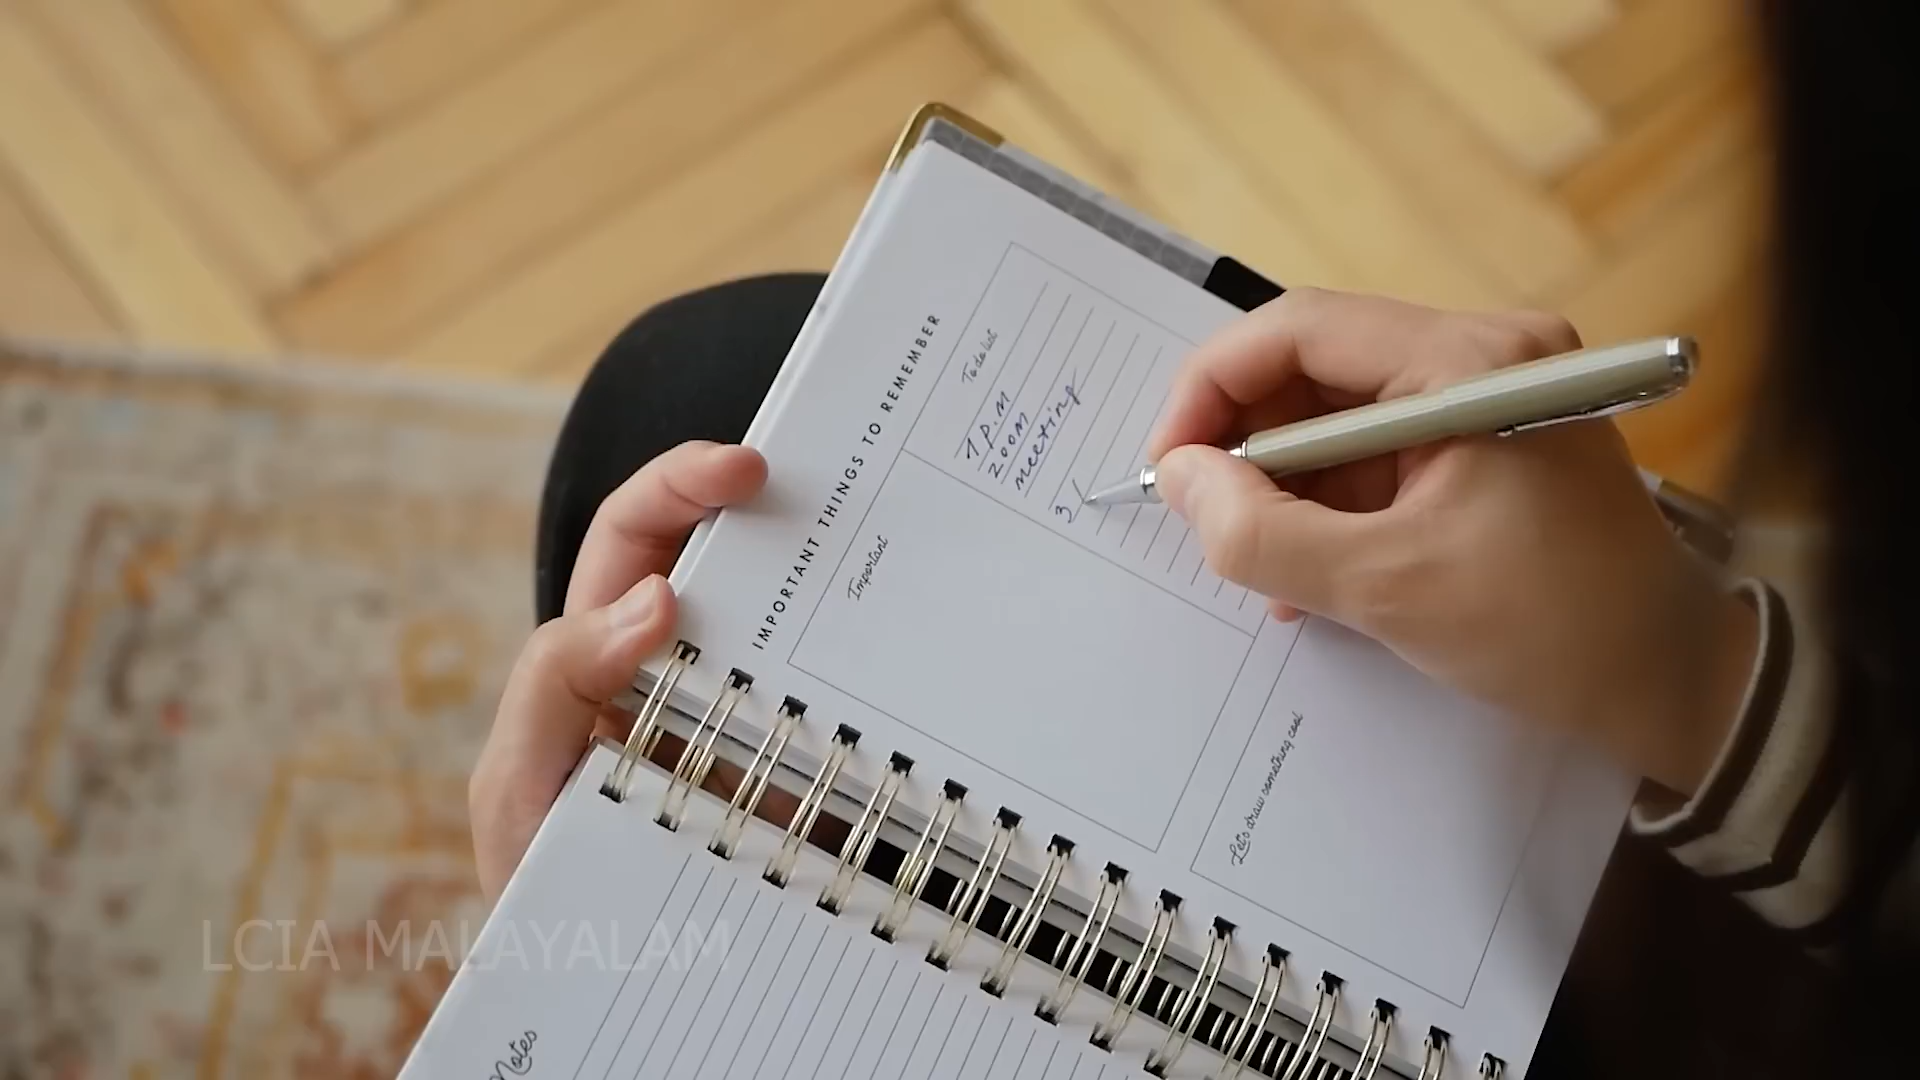 IMPORTANT THINGS TO REMEMBER
To do list
1 P.M
zoom
meeting
3
Important
Let's draw something cool
Notes
LCIA MALAYALAM